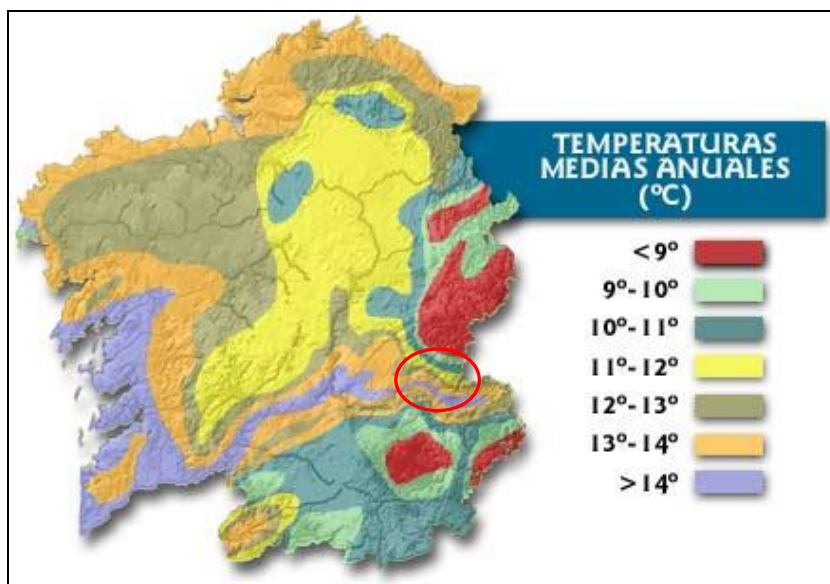 TEMPERATURAS
MEDIAS ANUALES
(ºC)
<9º
9º-10º
10º-11º
11º-12º
12º-13º
13º-14º
>14º